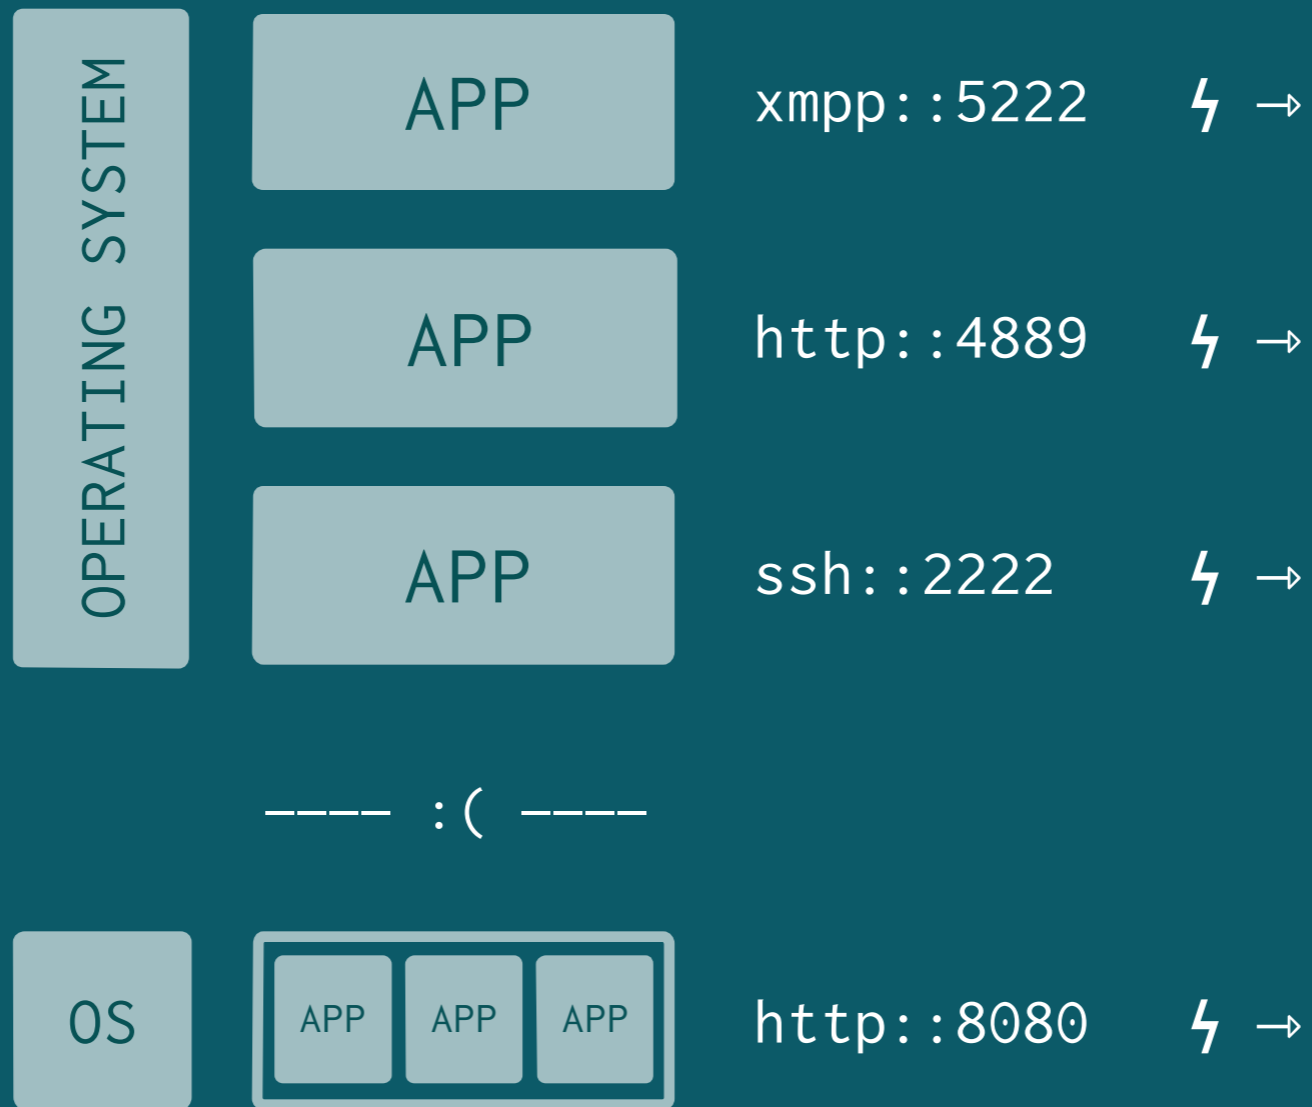 OPERATING SYSTEM
APP xmpp::5222 ϟ →
APP http::4889 ϟ →
APP ssh::2222 ϟ →
———— :( ————
OS APP APP APP http::8080 ϟ →